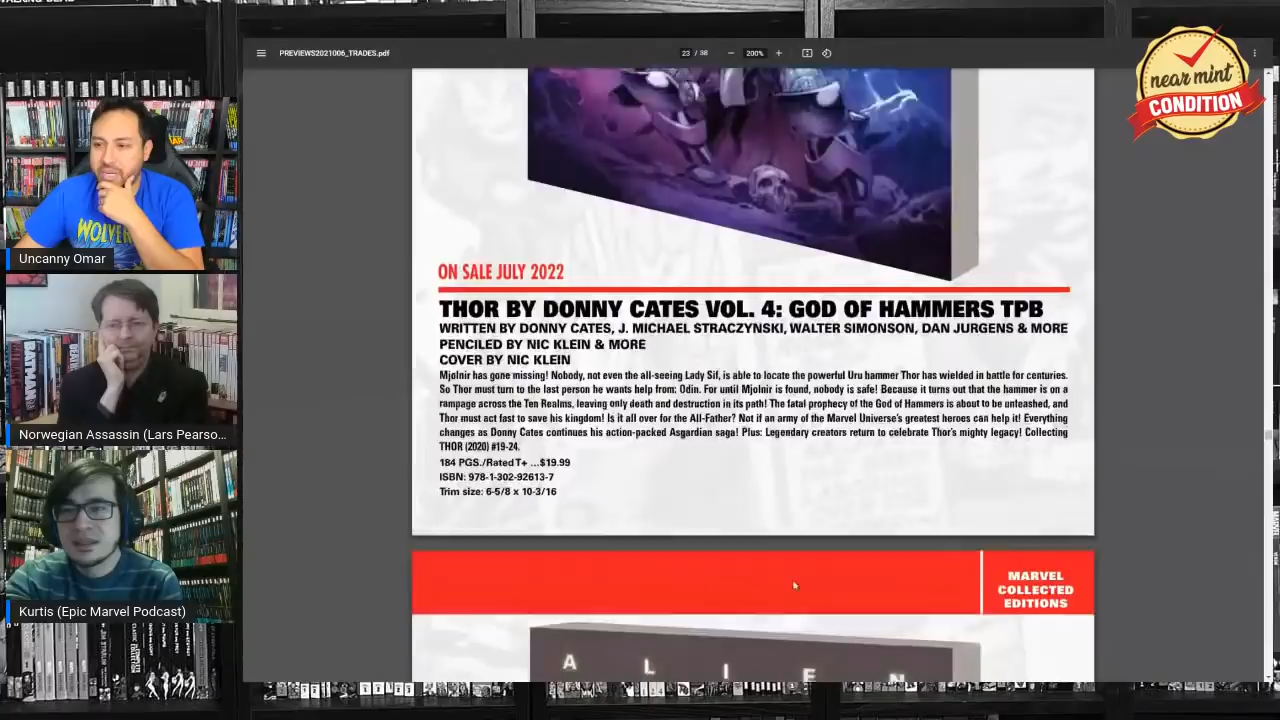 PREVIEWS2021006_TRADES.pdf
23 / 38
200%
near mint
CONDITION
WOLVER
Uncanny Omar
BATMAN
Norwegian Assassin (Lars Pearso...
Kurtis (Epic Marvel Podcast)
ON SALE JULY 2022
THOR BY DONNY CATES VOL. 4: GOD OF HAMMERS TPB
WRITTEN BY DONNY CATES, J. MICHAEL STRACZYNSKI, WALTER SIMONSON, DAN JURGENS & MORE
PENCILED BY NIC KLEIN & MORE
COVER BY NIC KLEIN
Mjolnir has gone missing! Nobody, not even the all-seeing Lady Sif, is able to locate the powerful Uru hammer Thor has wielded in battle for centuries.
So Thor must turn to the last person he wants help from: Odin. For until Mjolnir is found, nobody is safe! Because it turns out that the hammer is on a
rampage across the Ten Realms, leaving only death and destruction in its path! The fatal prophecy of the God of Hammers is about to be unleashed, and
Thor must act fast to save his kingdom! Is it all over for the All-Father? Not if an army of the Marvel Universe's greatest heroes can help it! Everything
changes as Donny Cates continues his action-packed Asgardian saga! Plus: Legendary creators return to celebrate Thor's mighty legacy! Collecting
THOR (2020) #19-24.
184 PGS./Rated T+ ...$19.99
ISBN: 978-1-302-92613-7
Trim size: 6-5/8 x 10-3/16
MARVEL
COLLECTED
EDITIONS
A L I E N